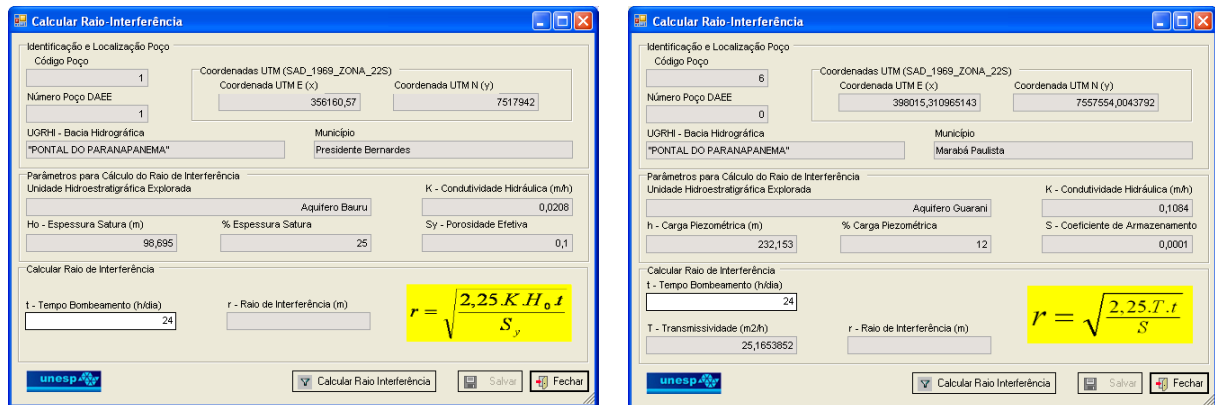 Calcular Raio-Interferência
Identificação e Localização Poço
Código Poço
1
Coordenadas UTM (SAD_1969_ZONA_22S)
Coordenada UTM E (x)
Coordenada UTM N (y)
356160,57
7517942
Número Poço DAEE
1
UGRHI - Bacia Hidrográfica
Município
"PONTAL DO PARANAPANEMA"
Presidente Bernardes
Parâmetros para Cálculo do Raio de Interferência
Unidade Hidroestratigráfica Explorada
K - Condutividade Hidráulica (m/h)
Aquifero Bauru
0,0208
Ho - Espessura Satura (m)
% Espessura Satura
Sy - Porosidade Efetiva
98,695
25
0,1
Calcular Raio de Interferência
t - Tempo Bombeamento (h/dia)
r - Raio de Interferência (m)
24
r = √(2,25.K.H₀.t / S_y)
unesp
Calcular Raio Interferência
Salvar
Fechar
Calcular Raio-Interferência
Identificação e Localização Poço
Código Poço
6
Coordenadas UTM (SAD_1969_ZONA_22S)
Coordenada UTM E (x)
Coordenada UTM N (y)
398015,310965143
7557554,0043792
Número Poço DAEE
0
UGRHI - Bacia Hidrográfica
Município
"PONTAL DO PARANAPANEMA"
Marabá Paulista
Parâmetros para Cálculo do Raio de Interferência
Unidade Hidroestratigráfica Explorada
K - Condutividade Hidráulica (m/h)
Aquifero Guarani
0,1084
h - Carga Piezométrica (m)
% Carga Piezométrica
S - Coeficiente de Armazenamento
232,153
12
0,0001
Calcular Raio de Interferência
t - Tempo Bombeamento (h/dia)
24
r = √(2,25.T.t / S)
T - Transmissividade (m2/h)
r - Raio de Interferência (m)
25,1653852
unesp
Calcular Raio Interferência
Salvar
Fechar